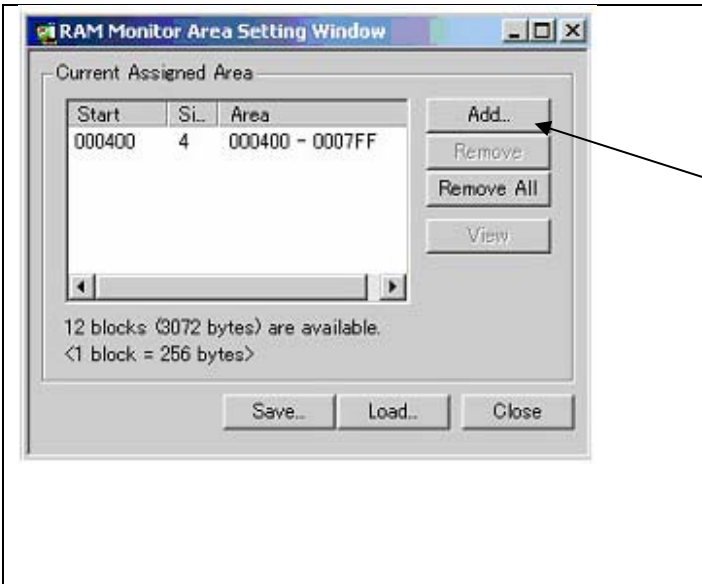 RAM Monitor Area Setting Window
Current Assigned Area
Start Si... Area
000400 4 000400 - 0007FF
Add...
Remove
Remove All
View
12 blocks (3072 bytes) are available.
<1 block = 256 bytes>
Save... Load... Close